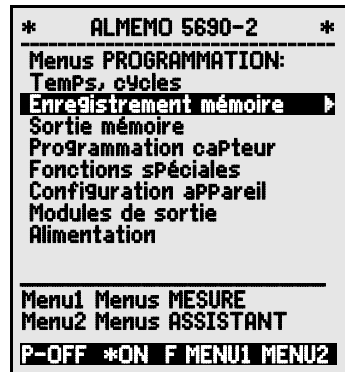 * ALMEMO 5690-2 *
Menus PROGRAMMATION:
Temps, cycles
Enregistrement mémoire ▶
Sortie mémoire
Programmation capteur
Fonctions spéciales
Configuration appareil
Modules de sortie
Alimentation
Menu1 Menus MESURE
Menu2 Menus ASSISTANT
P-OFF *ON F MENU1 MENU2